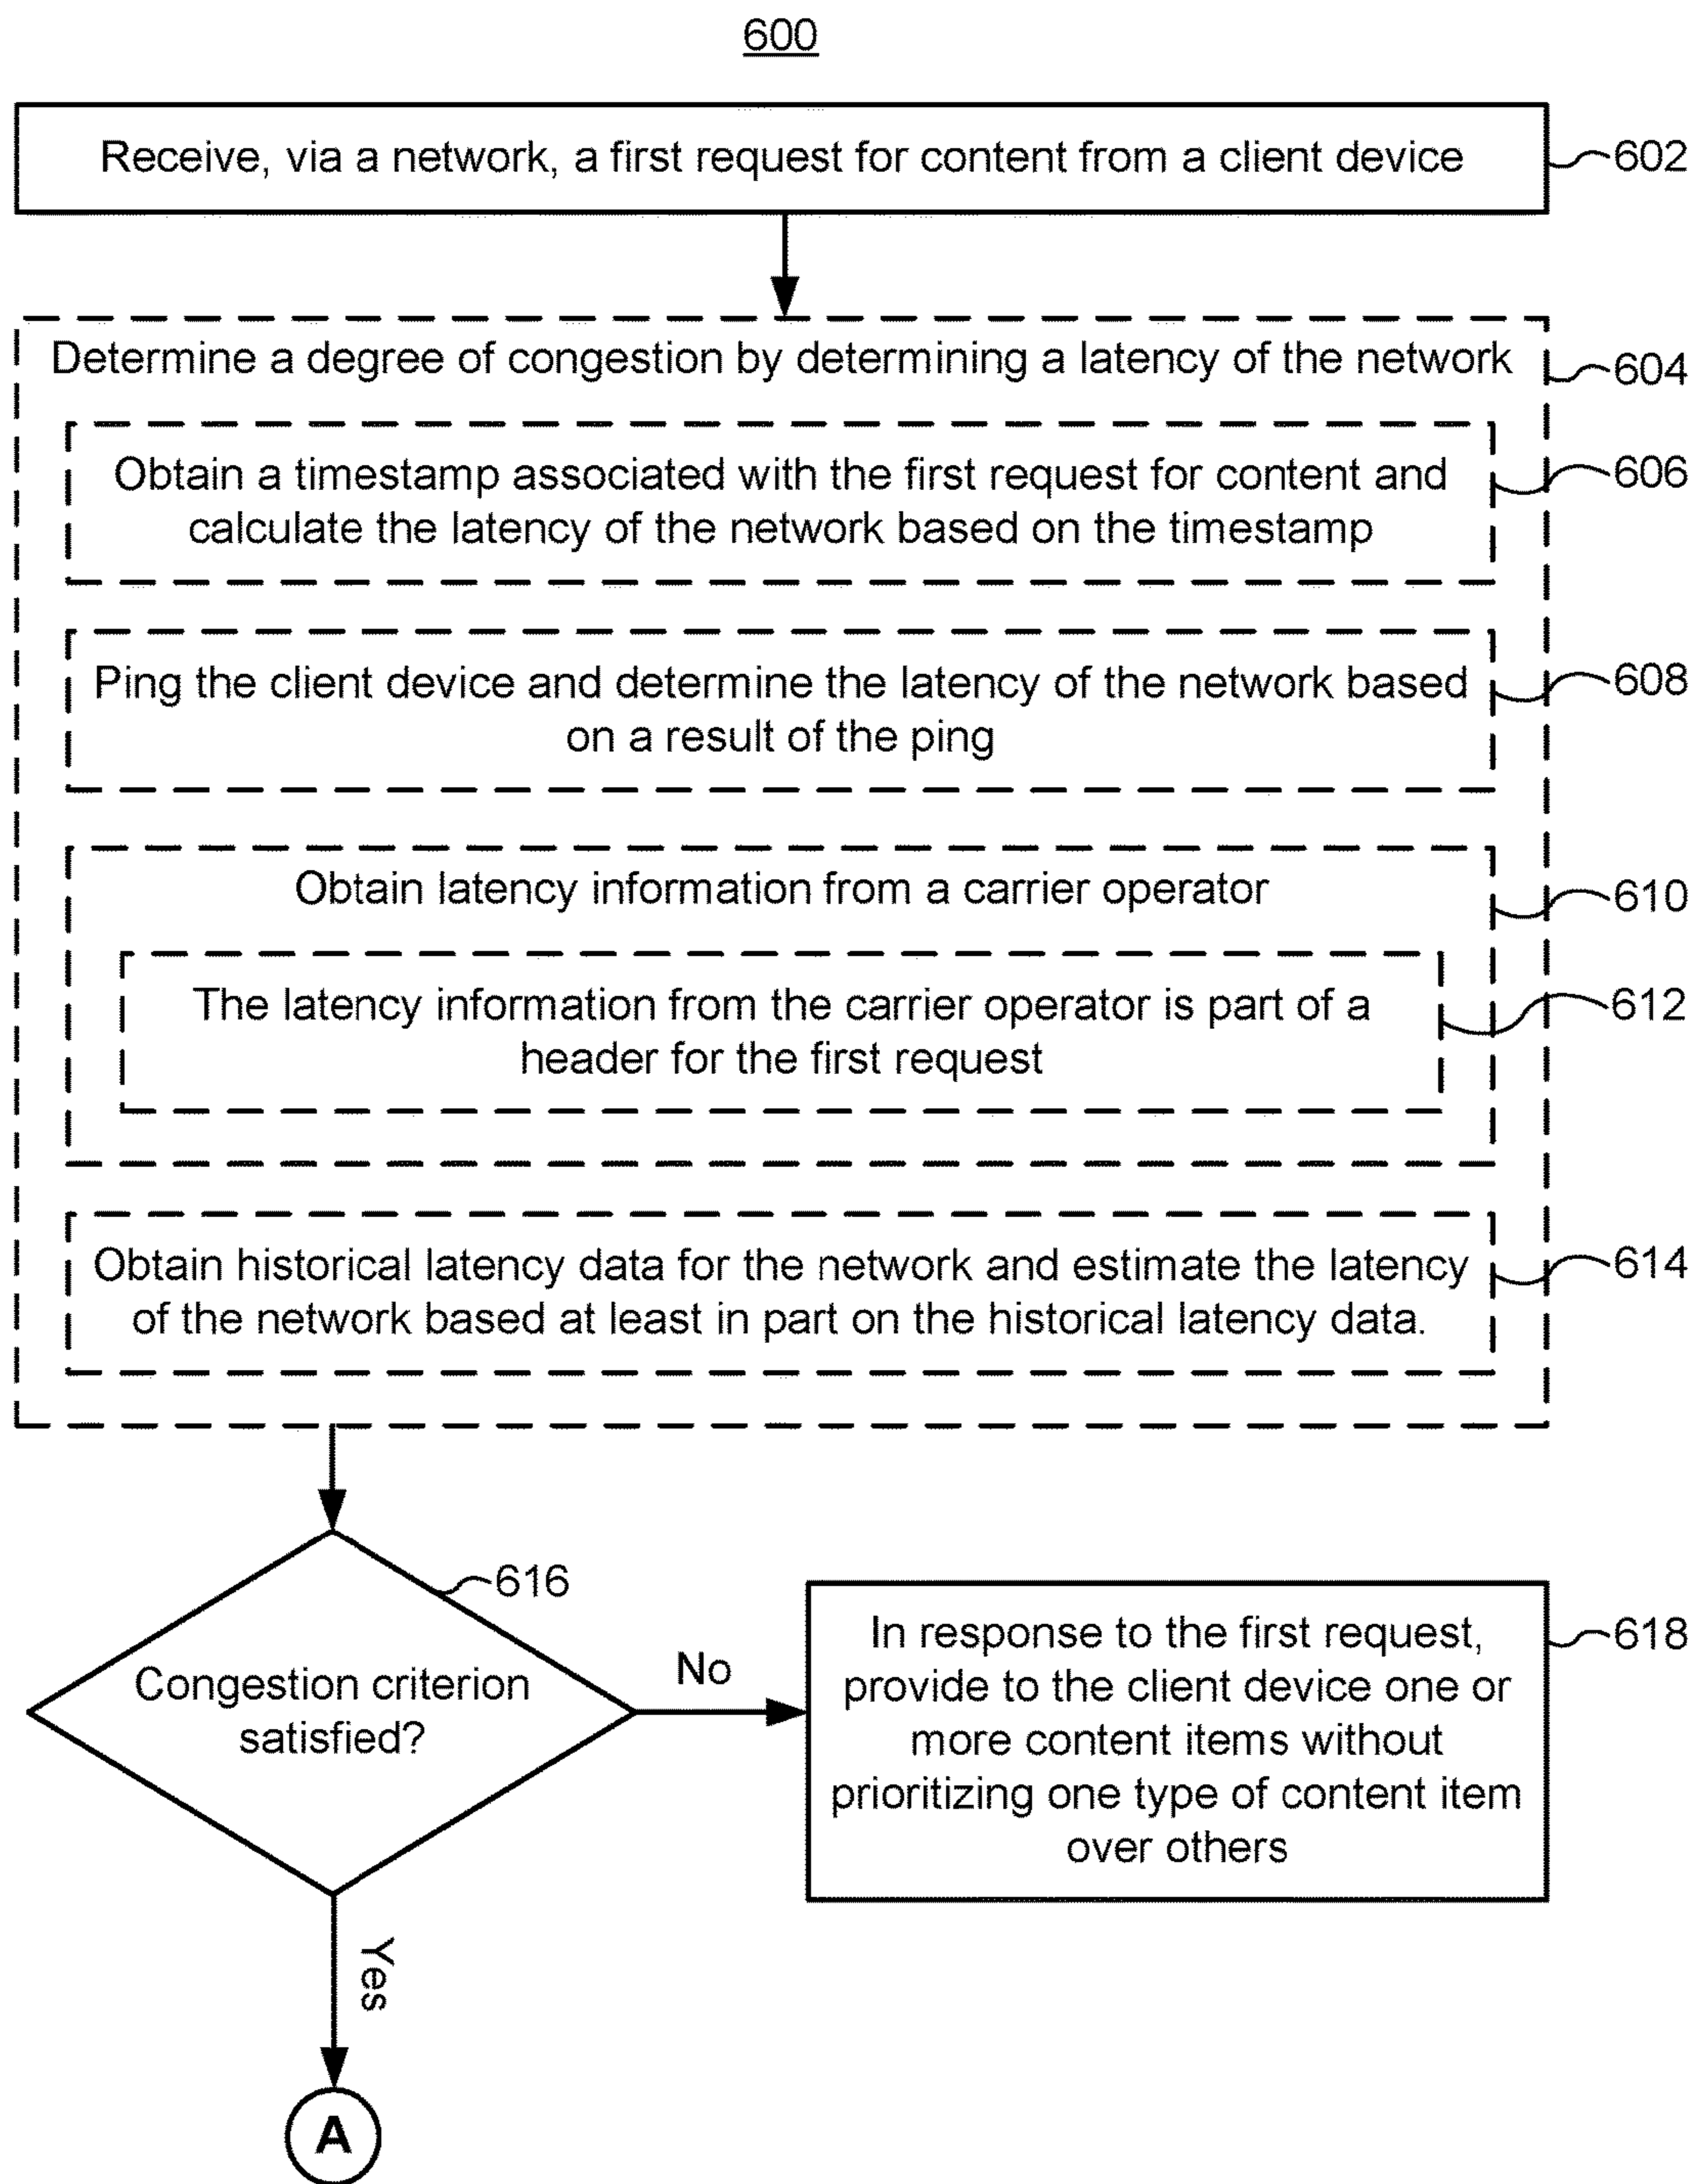 600
Receive, via a network, a first request for content from a client device
602
Determine a degree of congestion by determining a latency of the network
604
Obtain a timestamp associated with the first request for content and
calculate the latency of the network based on the timestamp
606
Ping the client device and determine the latency of the network based
on a result of the ping
608
Obtain latency information from a carrier operator
610
The latency information from the carrier operator is part of a
header for the first request
612
Obtain historical latency data for the network and estimate the latency
of the network based at least in part on the historical latency data.
614
616
Congestion criterion
satisfied?
No
In response to the first request,
provide to the client device one or
more content items without
prioritizing one type of content item
over others
618
Yes
A